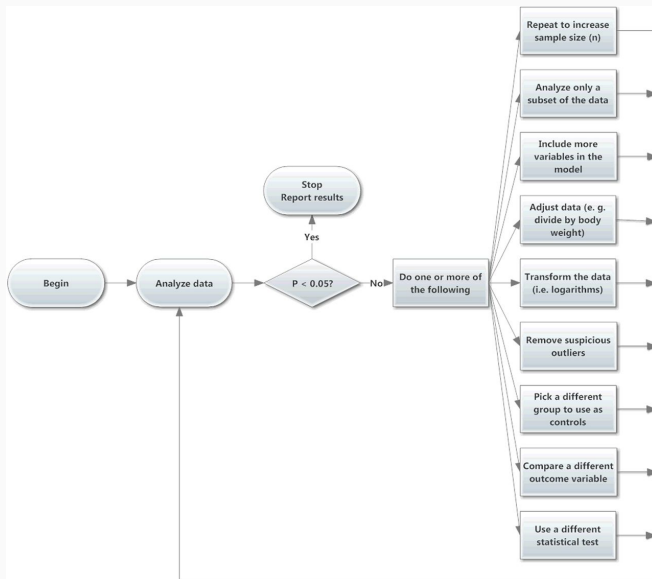 Begin
Analyze data
P < 0.05?
Yes
Stop
Report results
No
Do one or more of
the following
Repeat to increase
sample size (n)
Analyze only a
subset of the data
Include more
variables in the
model
Adjust data (e. g.
divide by body
weight)
Transform the data
(i.e. logarithms)
Remove suspicious
outliers
Pick a different
group to use as
controls
Compare a different
outcome variable
Use a different
statistical test